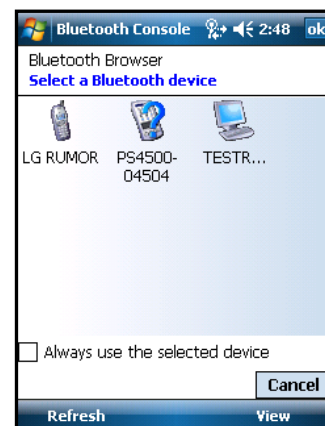 Bluetooth Console 2:48 ok
Bluetooth Browser
Select a Bluetooth device
LG RUMOR PS4500- TESTR...
04504
Always use the selected device
Cancel
Refresh View